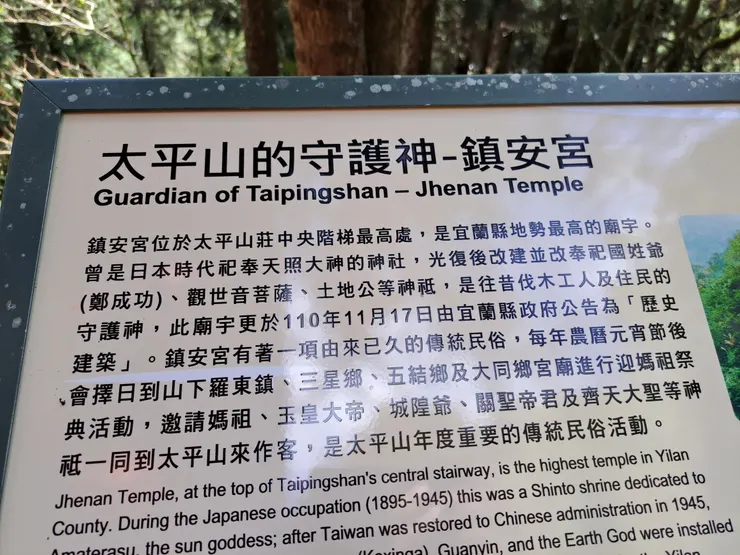 太平山的守護神-鎮安宮
Guardian of Taipingshan – Jhenan Temple
鎮安宮位於太平山莊中央階梯最高處，是宜蘭縣地勢最高的廟宇。
曾是日本時代祀奉天照大神的神社，光復後改建並改奉祀國姓爺
(鄭成功)、觀世音菩薩、土地公等神祇，是往昔伐木工人及住民的
守護神，此廟宇更於110年11月17日由宜蘭縣政府公告為「歷史
建築」。鎮安宮有著一項由來已久的傳統民俗，每年農曆元宵節後
會擇日到山下羅東鎮、三星鄉、五結鄉及大同鄉宮廟進行迎媽祖祭
典活動，邀請媽祖、玉皇大帝、城隍爺、關聖帝君及齊天大聖等神
祇一同到太平山來作客，是太平山年度重要的傳統民俗活動。
Jhenan Temple, at the top of Taipingshan's central stairway, is the highest temple in Yilan
County. During the Japanese occupation (1895-1945) this was a Shinto shrine dedicated to
Amaterasu, the sun goddess; after Taiwan was restored to Chinese administration in 1945,
(Koxinga), Guanyin, and the Earth God were installed
Yilan